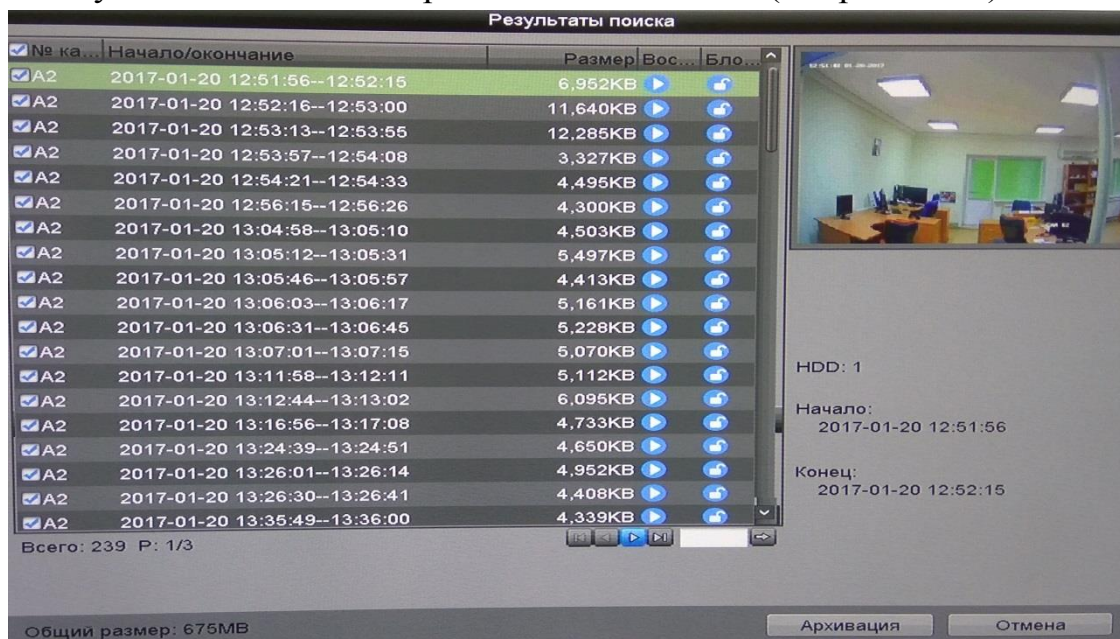 Результаты поиска
№ ка... Начало/окончание Размер Вос... Бло...
A2 2017-01-20 12:51:56--12:52:15 6,952KB
A2 2017-01-20 12:52:16--12:53:00 11,640KB
A2 2017-01-20 12:53:13--12:53:55 12,285KB
A2 2017-01-20 12:53:57--12:54:08 3,327KB
A2 2017-01-20 12:54:21--12:54:33 4,495KB
A2 2017-01-20 12:56:15--12:56:26 4,300KB
A2 2017-01-20 13:04:58--13:05:10 4,503KB
A2 2017-01-20 13:05:12--13:05:31 5,497KB
A2 2017-01-20 13:05:46--13:05:57 4,413KB
A2 2017-01-20 13:06:03--13:06:17 5,161KB
A2 2017-01-20 13:06:31--13:06:45 5,228KB
A2 2017-01-20 13:07:01--13:07:15 5,070KB
A2 2017-01-20 13:11:58--13:12:11 5,112KB
A2 2017-01-20 13:12:44--13:13:02 6,095KB
A2 2017-01-20 13:16:56--13:17:08 4,733KB
A2 2017-01-20 13:24:39--13:24:51 4,650KB
A2 2017-01-20 13:26:01--13:26:14 4,952KB
A2 2017-01-20 13:26:30--13:26:41 4,408KB
A2 2017-01-20 13:35:49--13:36:00 4,339KB
Всего: 239 P: 1/3
HDD: 1
Начало:
2017-01-20 12:51:56
Конец:
2017-01-20 12:52:15
Общий размер: 675MB
Архивация Отмена